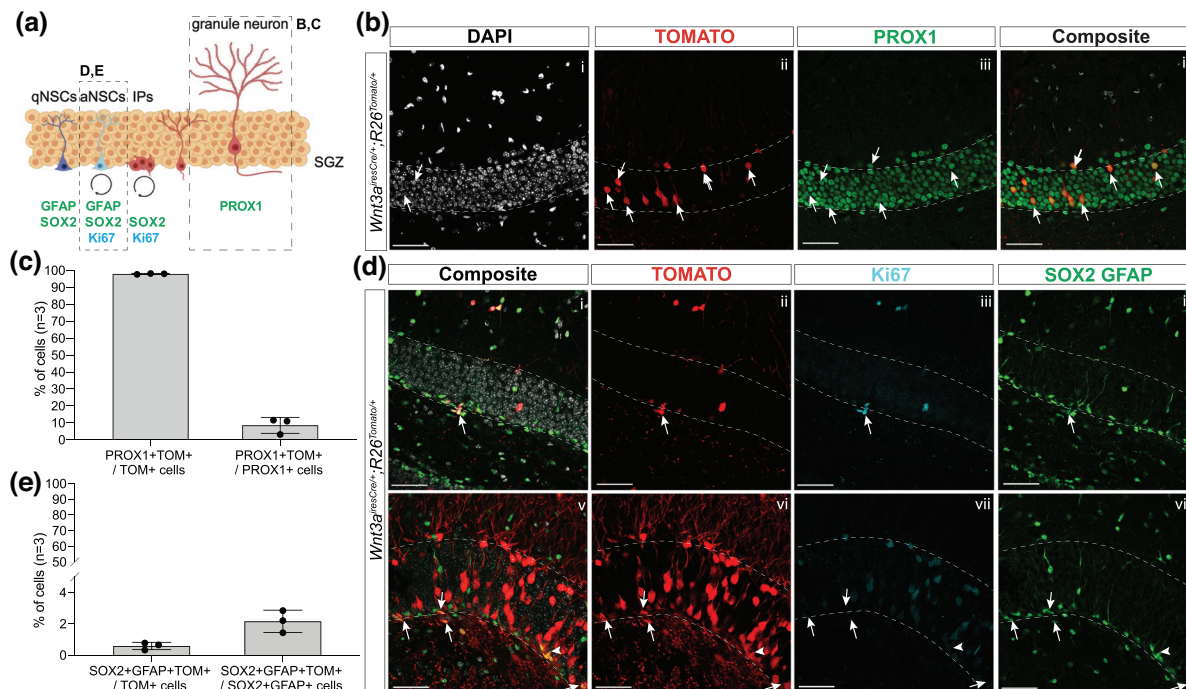 (a)
granule neuron
B,C
D,E
qNSCs
aNSCs
IPs
SGZ
GFAP
SOX2
GFAP
SOX2
Ki67
SOX2
Ki67
PROX1
(b)
DAPI
TOMATO
PROX1
Composite
Wnt3a^iresCre/+;R26^Tomato/+
i
ii
iii
i
(c)
% of cells (n=3)
100
90
80
70
60
50
40
30
20
10
0
PROX1+TOM+
/ TOM+ cells
PROX1+TOM+
/ PROX1+ cells
(d)
Composite
TOMATO
Ki67
SOX2 GFAP
Wnt3a^iresCre/+;R26^Tomato/+
i
ii
iii
i
v
vi
vii
vi
(e)
% of cells (n=3)
100
90
80
70
60
50
4
2
0
SOX2+GFAP+TOM+
/ TOM+ cells
SOX2+GFAP+TOM+
/ SOX2+GFAP+ cells